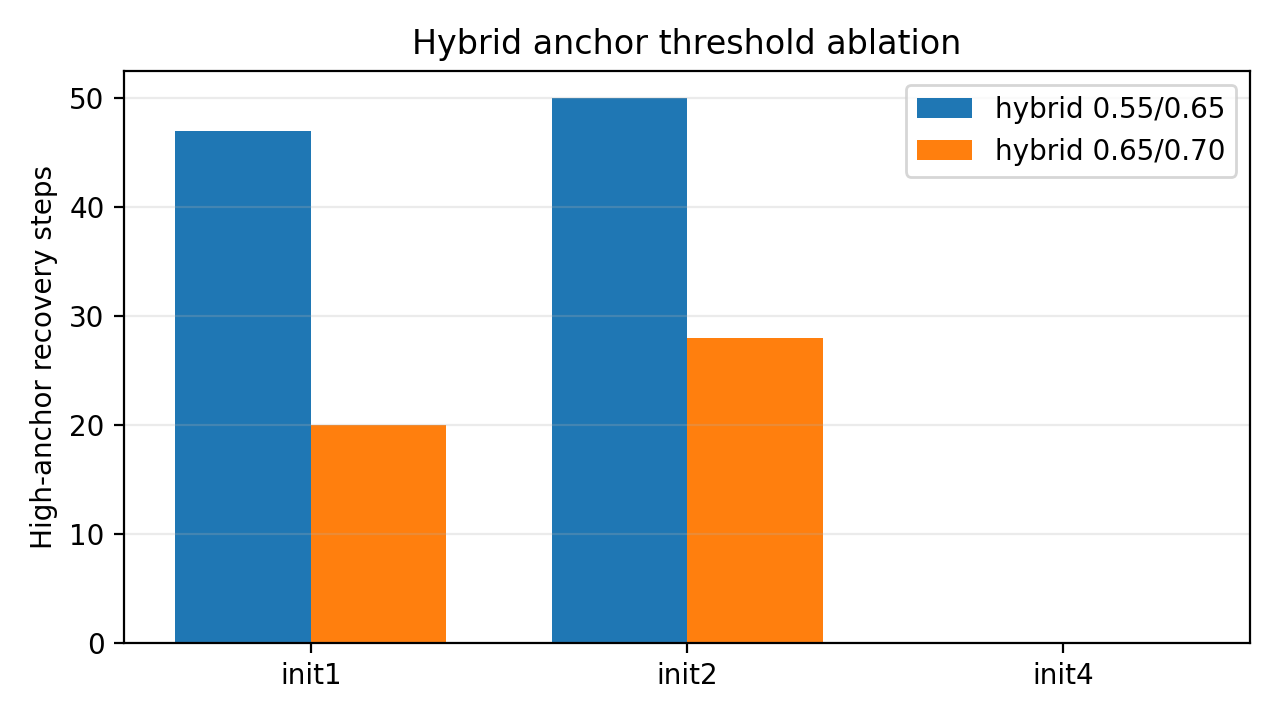 Hybrid anchor threshold ablation
hybrid 0.55/0.65
hybrid 0.65/0.70
High-anchor recovery steps
50
40
30
20
10
0
init1 init2 init4